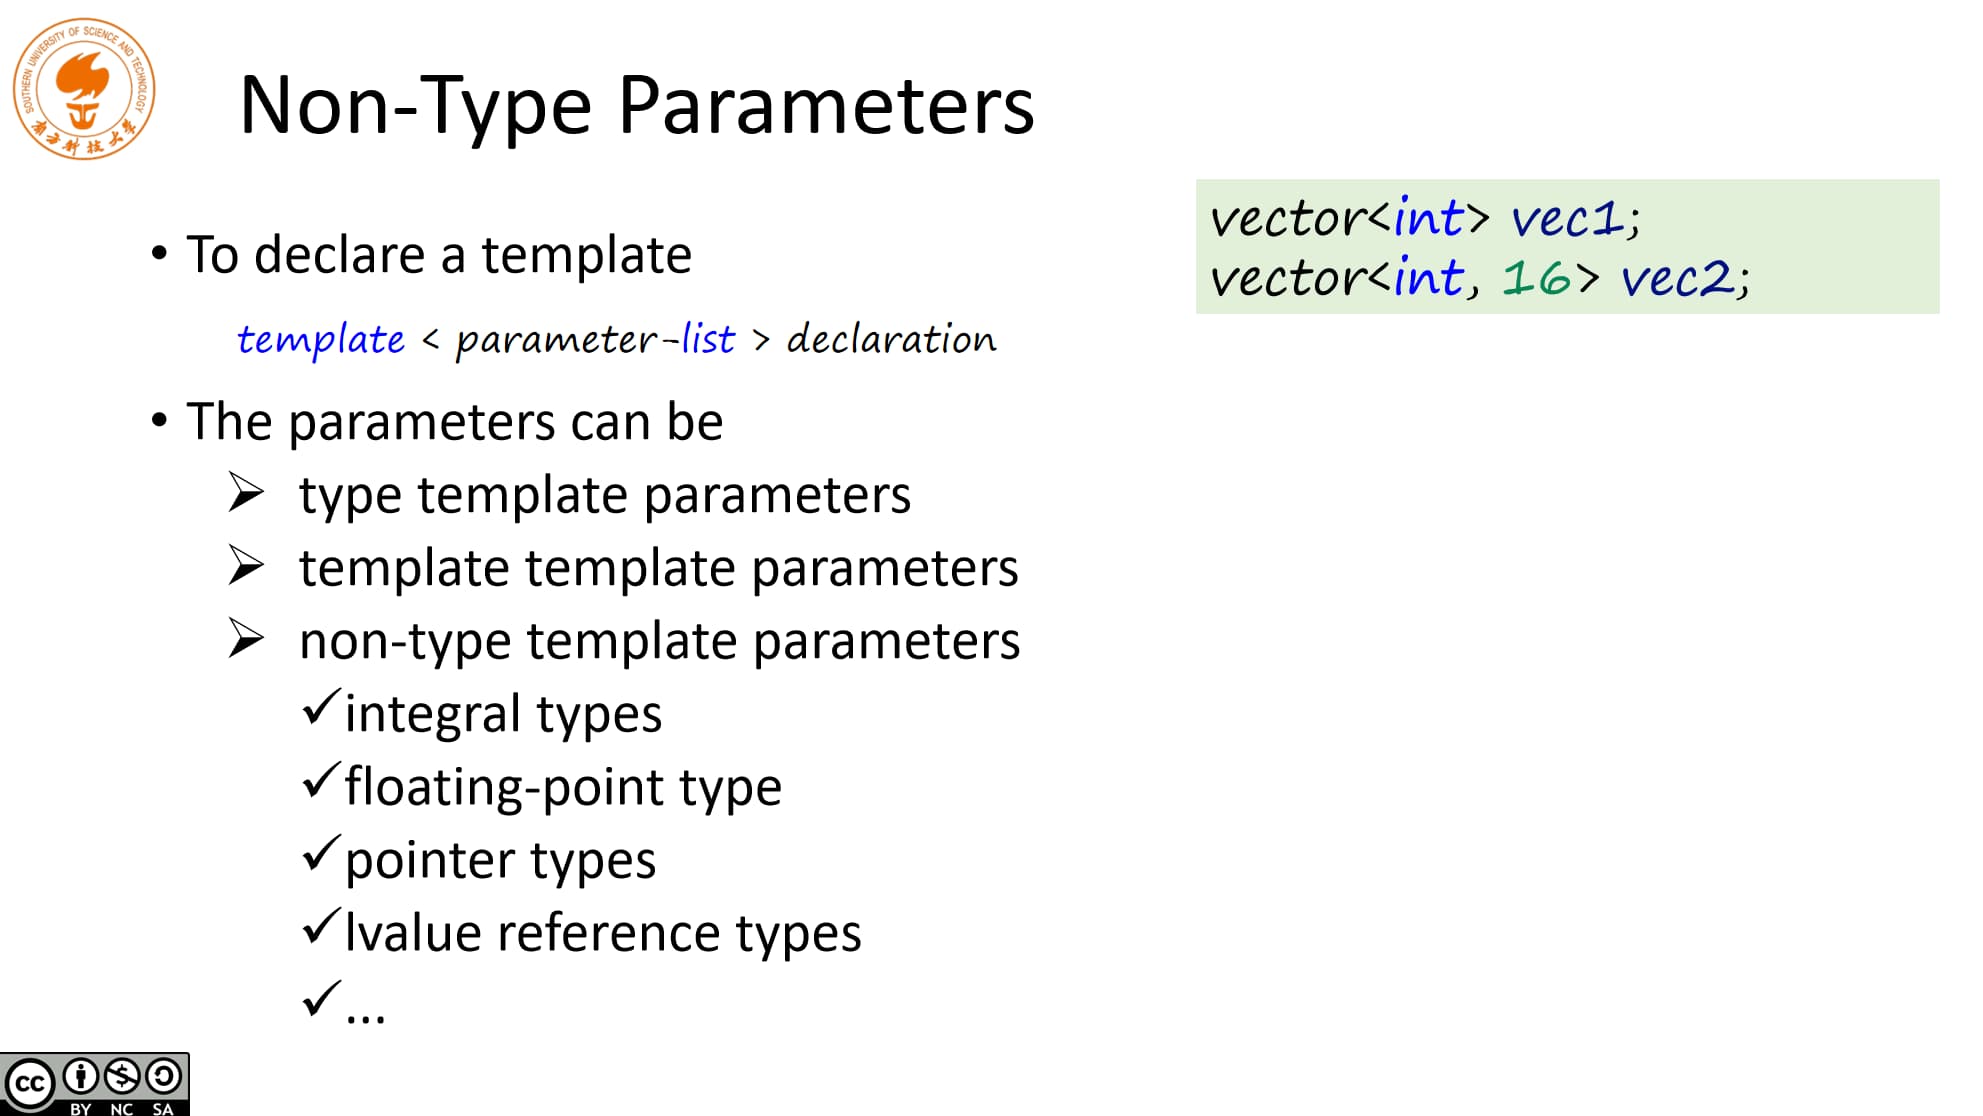 SOUTHERN UNIVERSITY OF SCIENCE AND TECHNOLOGY
南方科技大学
Non-Type Parameters
• To declare a template
template < parameter-list > declaration
• The parameters can be
➢ type template parameters
➢ template template parameters
➢ non-type template parameters
✓integral types
✓floating-point type
✓pointer types
✓lvalue reference types
✓...
vector<int> vec1;
vector<int, 16> vec2;
cc
BY NC SA